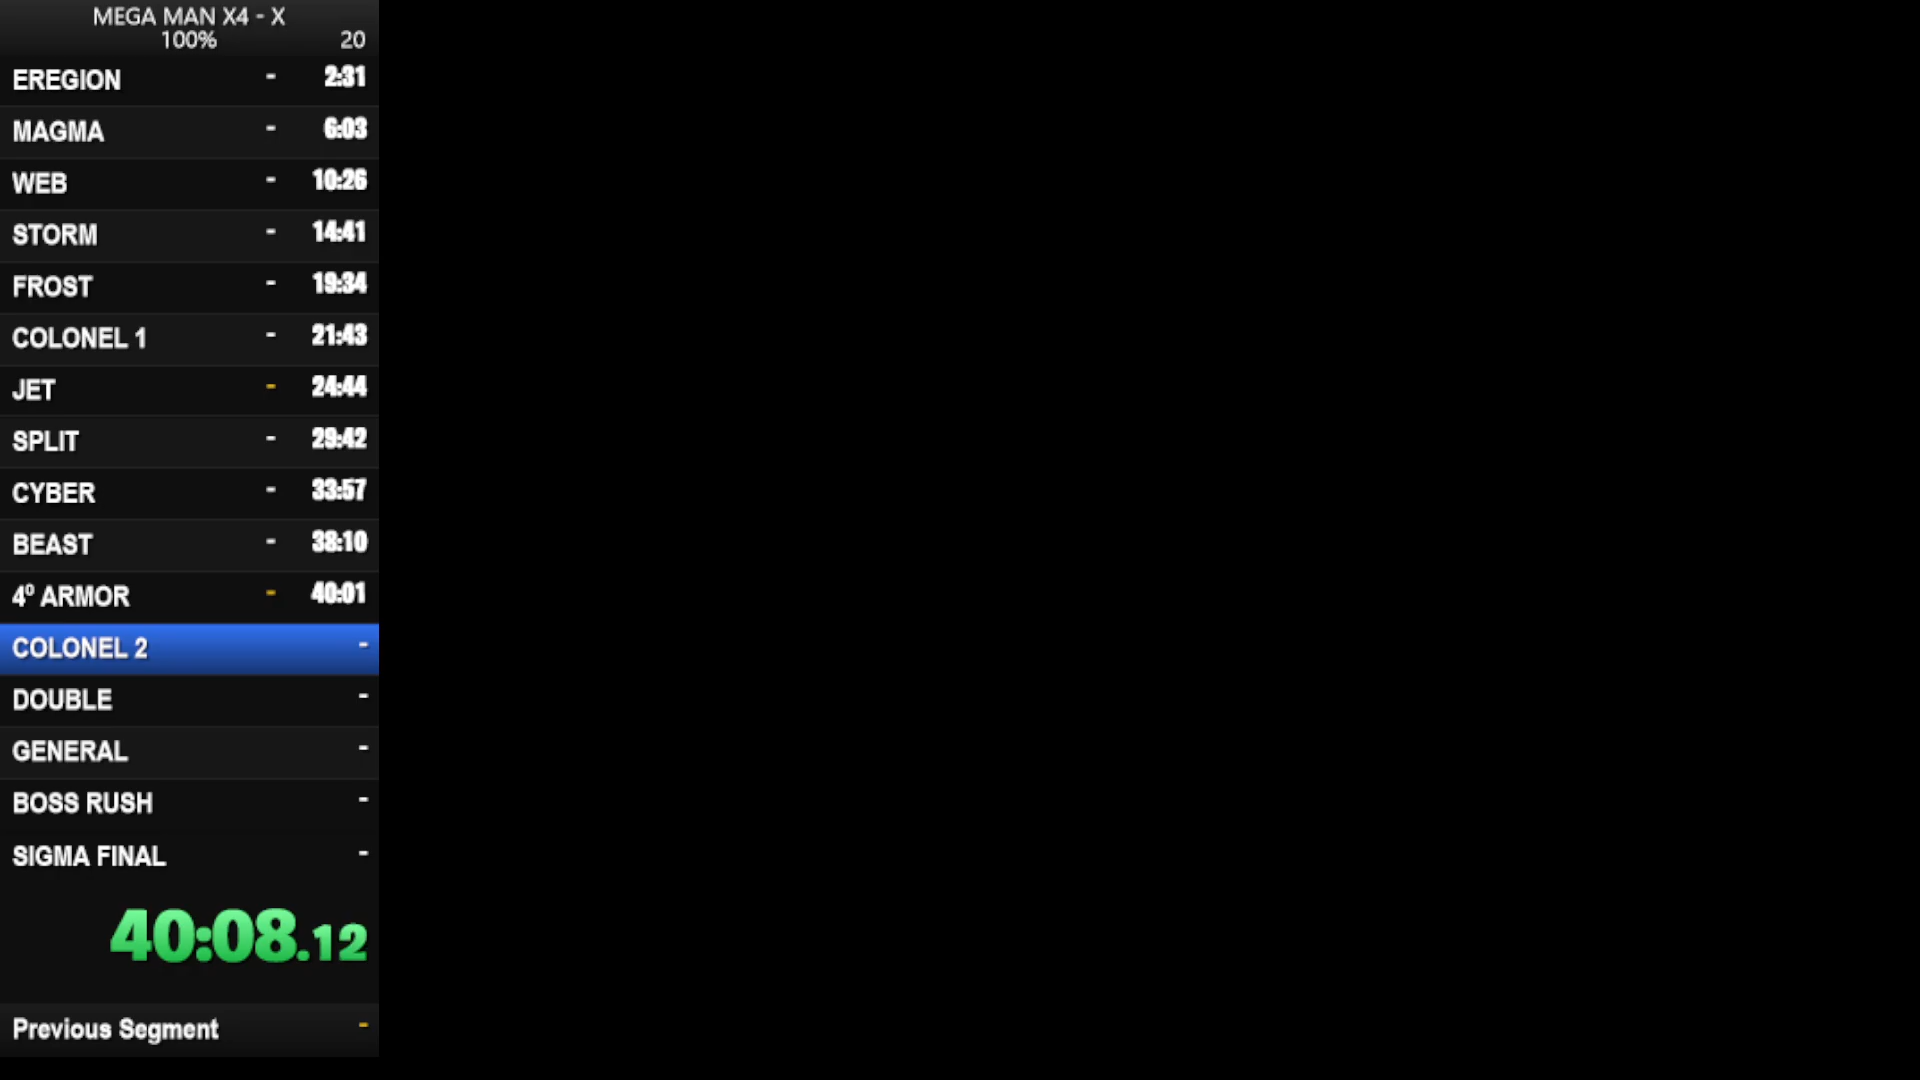 MEGA MAN X4 - X
100% 20
EREGION - 2:31
MAGMA - 6:03
WEB - 10:26
STORM - 14:41
FROST - 19:34
COLONEL 1 - 21:43
JET - 24:44
SPLIT - 29:42
CYBER - 33:57
BEAST - 38:10
4º ARMOR - 40:01
COLONEL 2 -
DOUBLE -
GENERAL -
BOSS RUSH -
SIGMA FINAL -
40:08.12
Previous Segment -